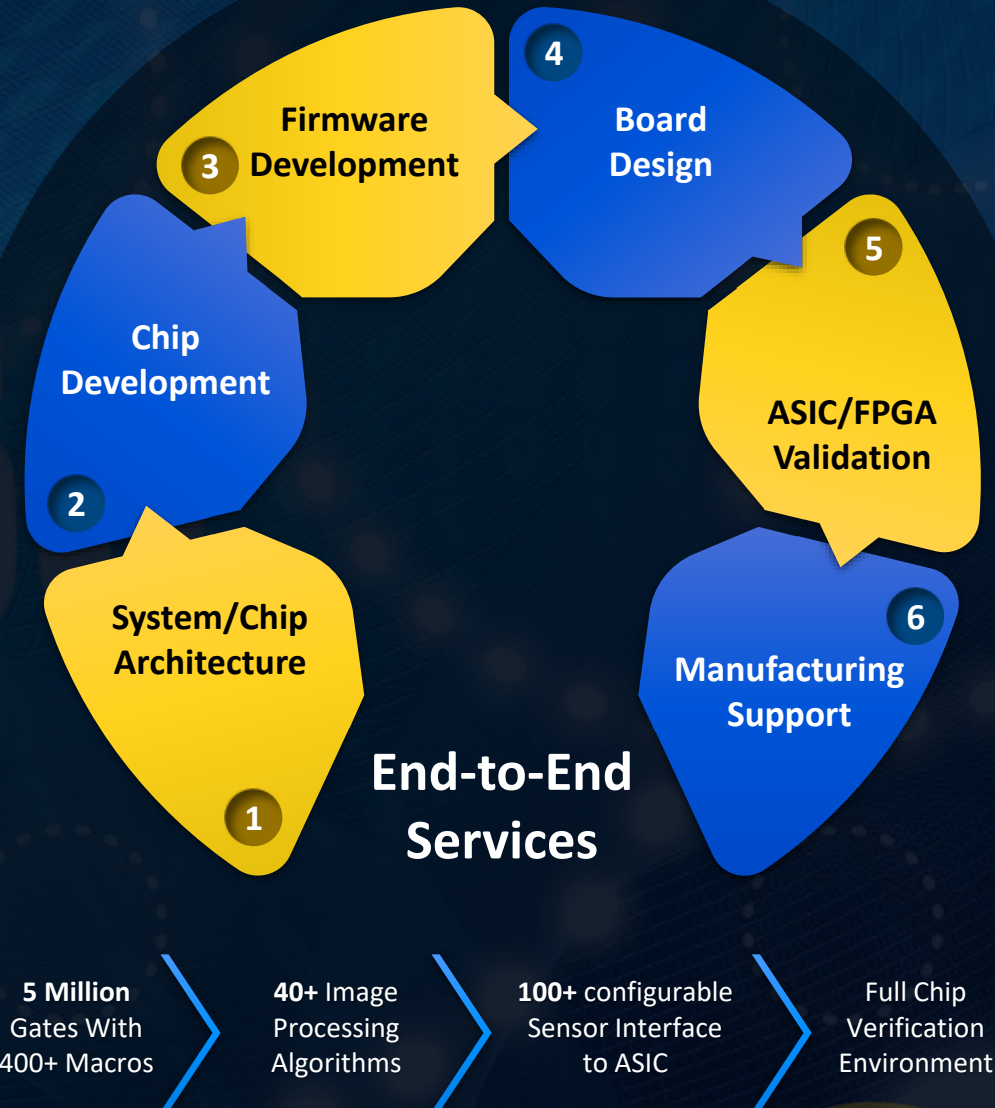 1
System/Chip
Architecture
2
Chip
Development
3
Firmware
Development
4
Board
Design
5
ASIC/FPGA
Validation
6
Manufacturing
Support
End-to-End
Services
5 Million
Gates With
400+ Macros
40+ Image
Processing
Algorithms
100+ configurable
Sensor Interface
to ASIC
Full Chip
Verification
Environment